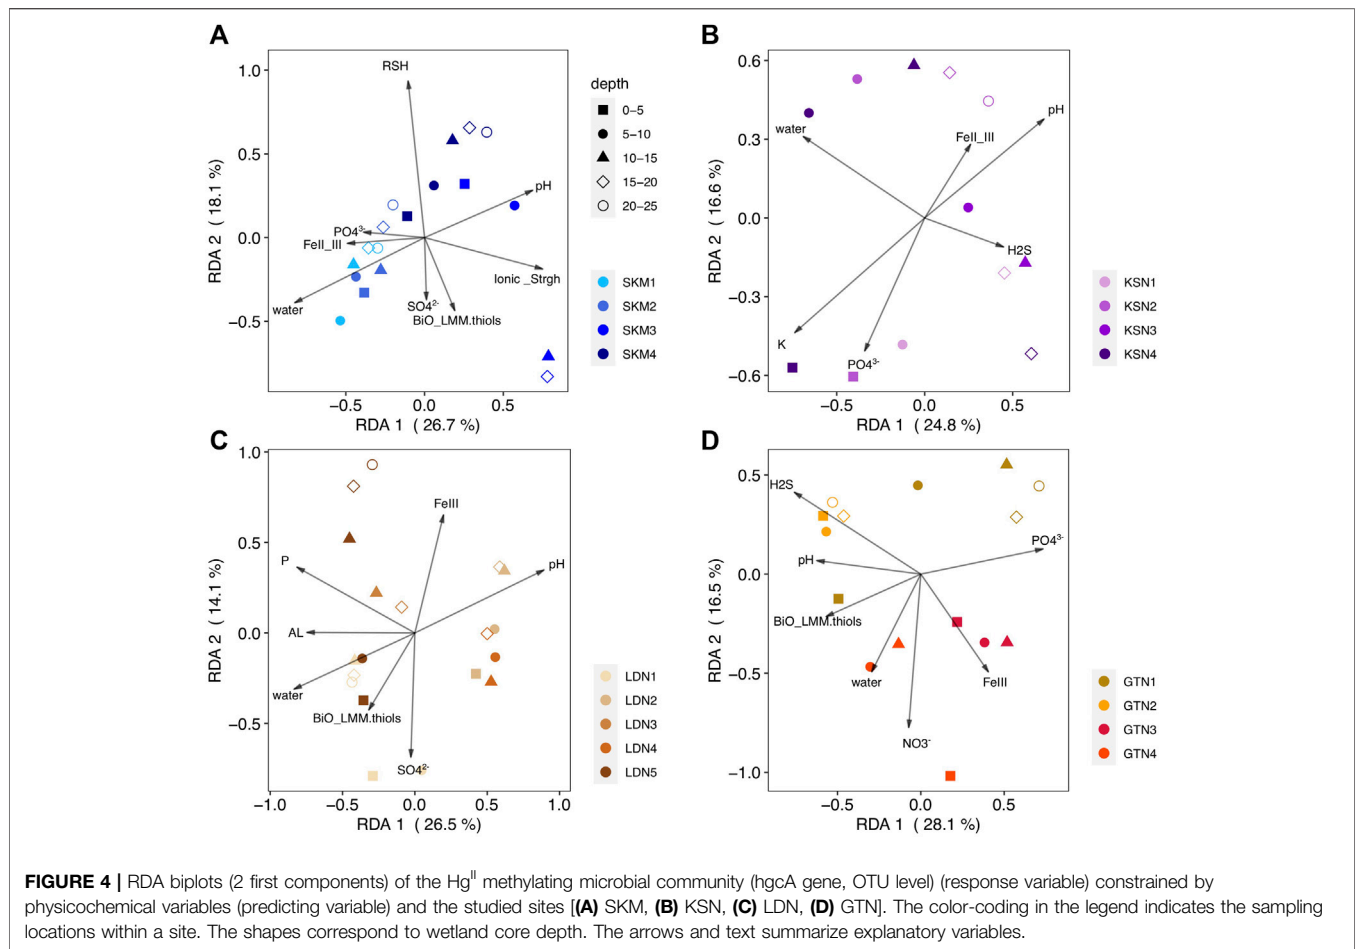 A
RSH
pH
PO4³⁻
FeII_III
Ionic _Strgh
water
SO4²⁻
BiO_LMM.thiols
1.0
0.5
0.0
−0.5
RDA 2 ( 18.1 %)
−0.5 0.0 0.5
RDA 1 ( 26.7 %)
depth
0−5
5−10
10−15
15−20
20−25
SKM1
SKM2
SKM3
SKM4
B
pH
water
FeII_III
H2S
K
PO4³⁻
0.6
0.3
0.0
−0.3
−0.6
RDA 2 ( 16.6 %)
−0.5 0.0 0.5
RDA 1 ( 24.8 %)
KSN1
KSN2
KSN3
KSN4
C
FeIII
pH
P
AL
water
BiO_LMM.thiols
SO4²⁻
1.0
0.5
0.0
−0.5
RDA 2 ( 14.1 %)
−1.0 −0.5 0.0 0.5 1.0
RDA 1 ( 26.5 %)
LDN1
LDN2
LDN3
LDN4
LDN5
D
H2S
PO4³⁻
pH
BiO_LMM.thiols
water
FeIII
NO3⁻
0.5
0.0
−0.5
−1.0
RDA 2 ( 16.5 %)
−0.5 0.0 0.5
RDA 1 ( 28.1 %)
GTN1
GTN2
GTN3
GTN4
FIGURE 4 | RDA biplots (2 first components) of the Hgᴵᴵ methylating microbial community (hgcA gene, OTU level) (response variable) constrained by
physicochemical variables (predicting variable) and the studied sites [(A) SKM, (B) KSN, (C) LDN, (D) GTN]. The color-coding in the legend indicates the sampling
locations within a site. The shapes correspond to wetland core depth. The arrows and text summarize explanatory variables.